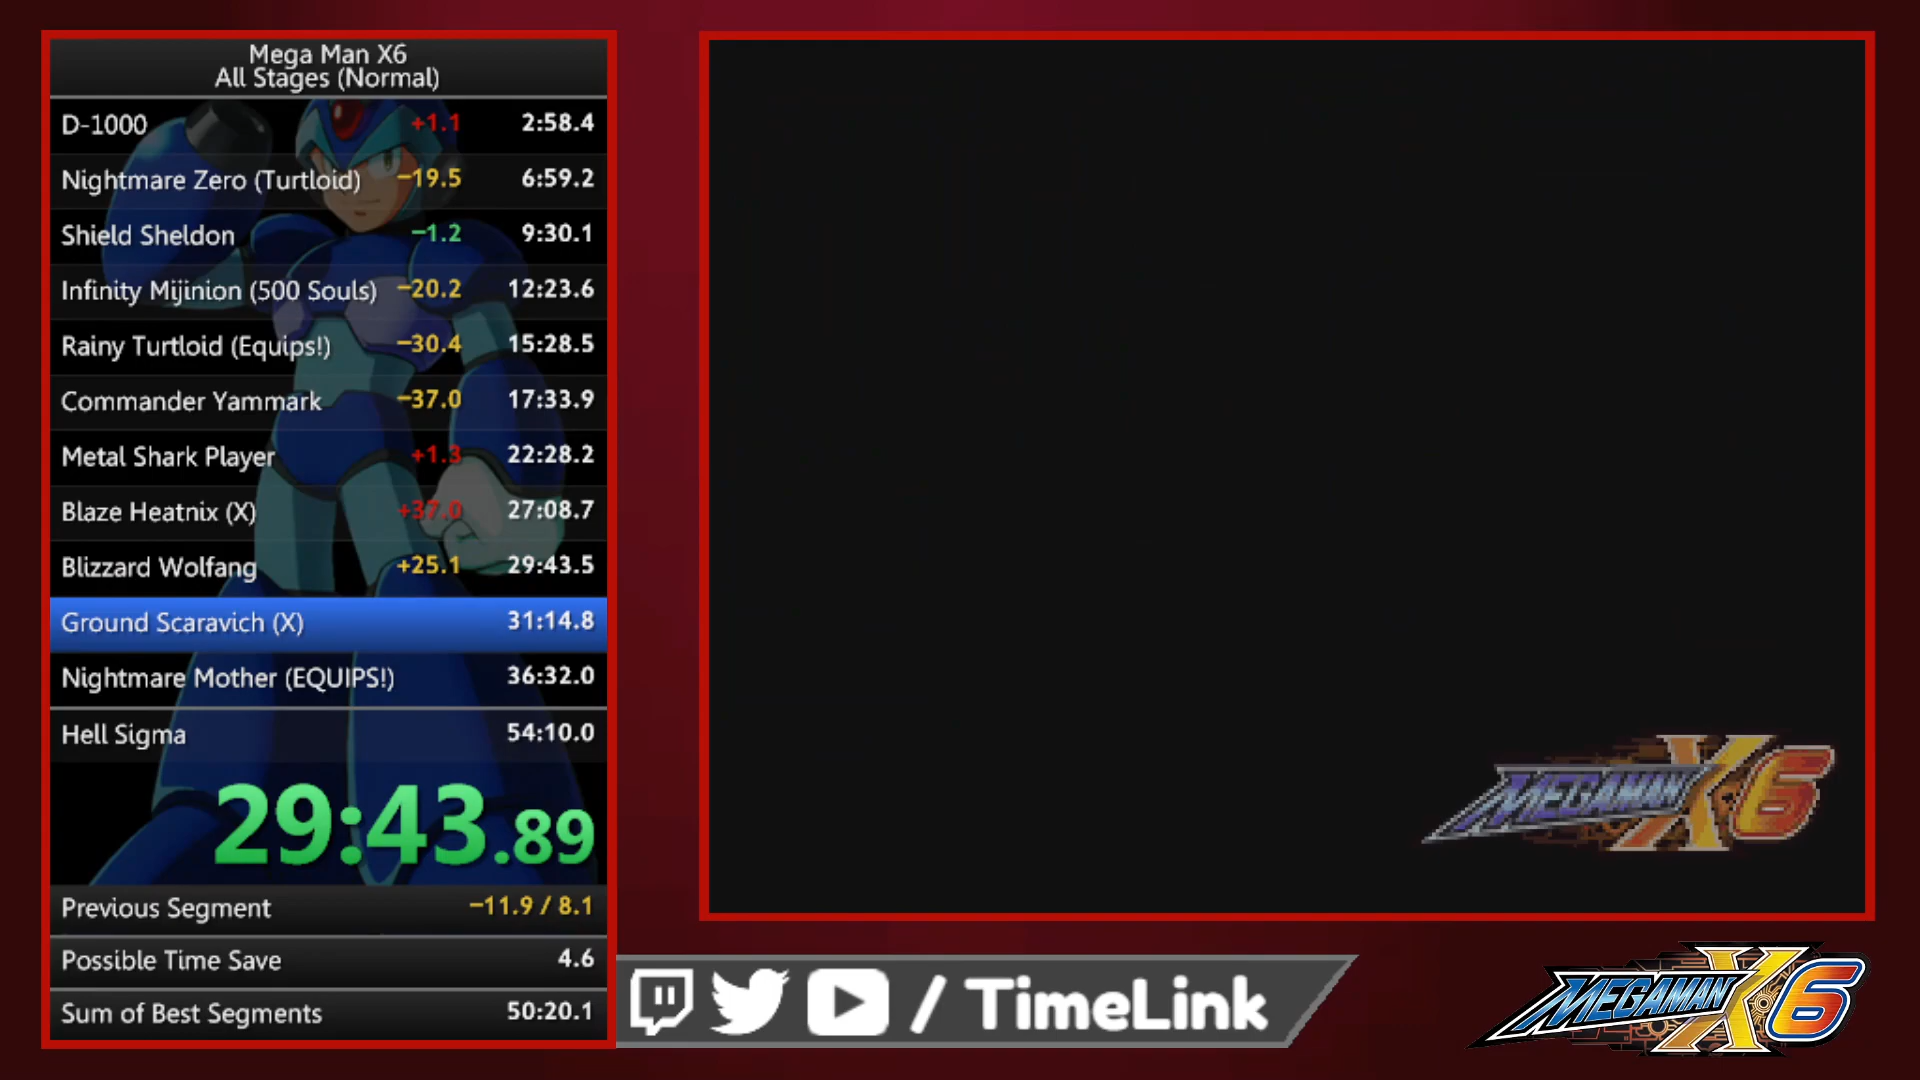 Mega Man X6
All Stages (Normal)
D-1000 +1.1 2:58.4
Nightmare Zero (Turtloid) −19.5 6:59.2
Shield Sheldon −1.2 9:30.1
Infinity Mijinion (500 Souls) −20.2 12:23.6
Rainy Turtloid (Equips!) −30.4 15:28.5
Commander Yammark −37.0 17:33.9
Metal Shark Player +1.3 22:28.2
Blaze Heatnix (X) +37.0 27:08.7
Blizzard Wolfang +25.1 29:43.5
Ground Scaravich (X) 31:14.8
Nightmare Mother (EQUIPS!) 36:32.0
Hell Sigma 54:10.0
29:43.89
Previous Segment −11.9 / 8.1
Possible Time Save 4.6
Sum of Best Segments 50:20.1
MEGAMAN X6
/ TimeLink
MEGAMAN X6